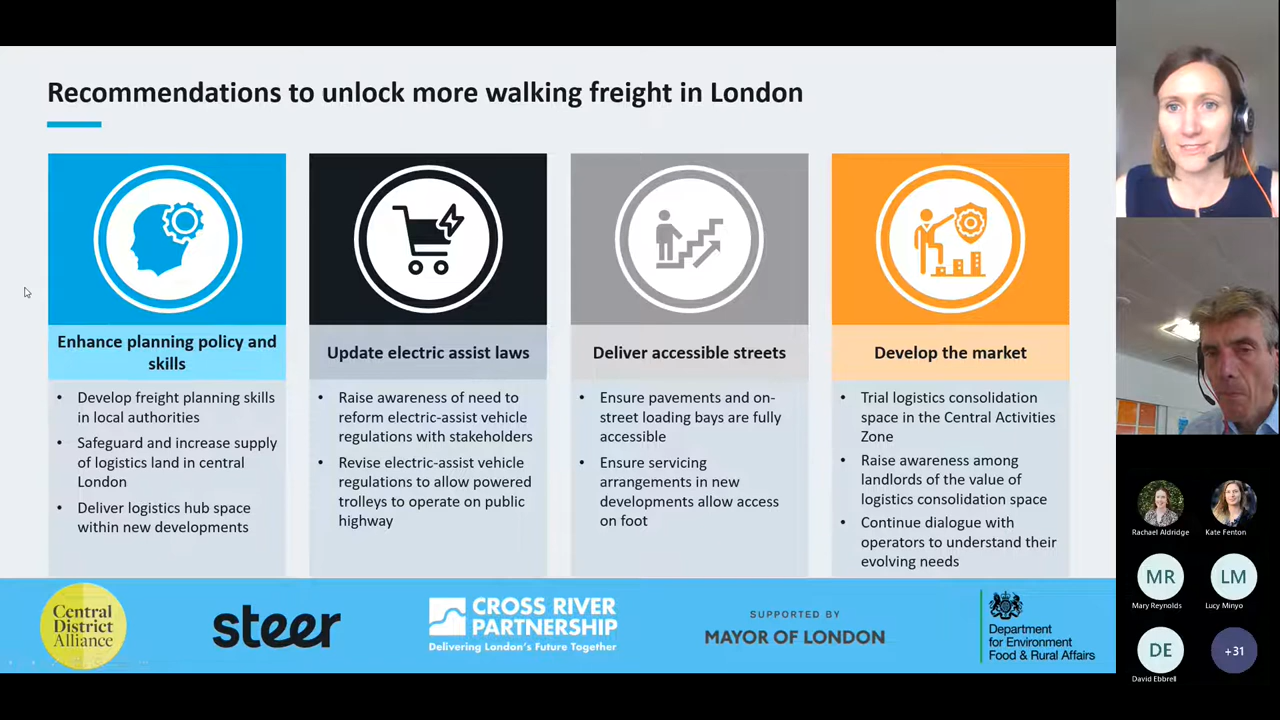 Recommendations to unlock more walking freight in London
Enhance planning policy and
skills
• Develop freight planning skills
in local authorities
• Safeguard and increase supply
of logistics land in central
London
• Deliver logistics hub space
within new developments
Update electric assist laws
• Raise awareness of need to
reform electric-assist vehicle
regulations with stakeholders
• Revise electric-assist vehicle
regulations to allow powered
trolleys to operate on public
highway
Deliver accessible streets
• Ensure pavements and on-
street loading bays are fully
accessible
• Ensure servicing
arrangements in new
developments allow access
on foot
Develop the market
• Trial logistics consolidation
space in the Central Activities
Zone
• Raise awareness among
landlords of the value of
logistics consolidation space
• Continue dialogue with
operators to understand their
evolving needs
Central
District
Alliance
steer
CROSS RIVER
PARTNERSHIP
Delivering London's Future Together
SUPPORTED BY
MAYOR OF LONDON
Department
for Environment
Food & Rural Affairs
Rachael Aldridge
Kate Fenton
MR
Mary Reynolds
LM
Lucy Minyo
DE
David Ebbrell
+31